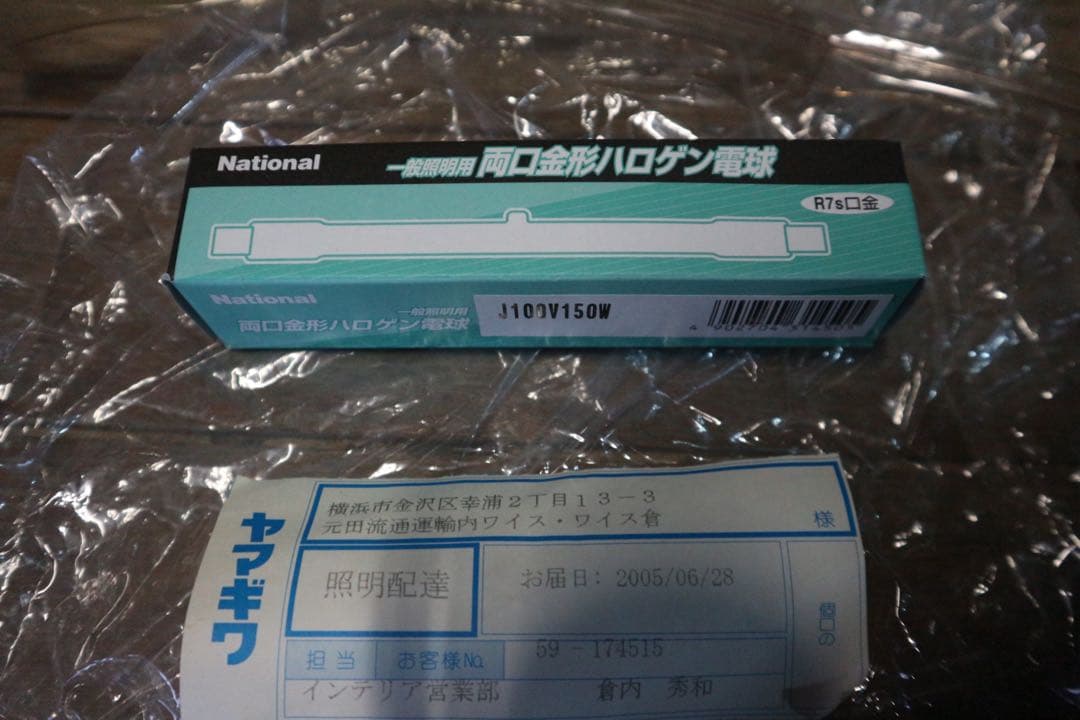 National 一般照明用 両口金形ハロゲン電球
R7s口金
National
一般照明用
両口金形ハロゲン電球
J100V150W
ヤマギワ
横浜市金沢区幸浦2丁目13-3
元田流通運輸内ワイス・ワイス倉
様
照明配達
お届日: 2005/06/28
個口の
担当 お客様No.
59-174515
インテリア営業部 倉内 秀和